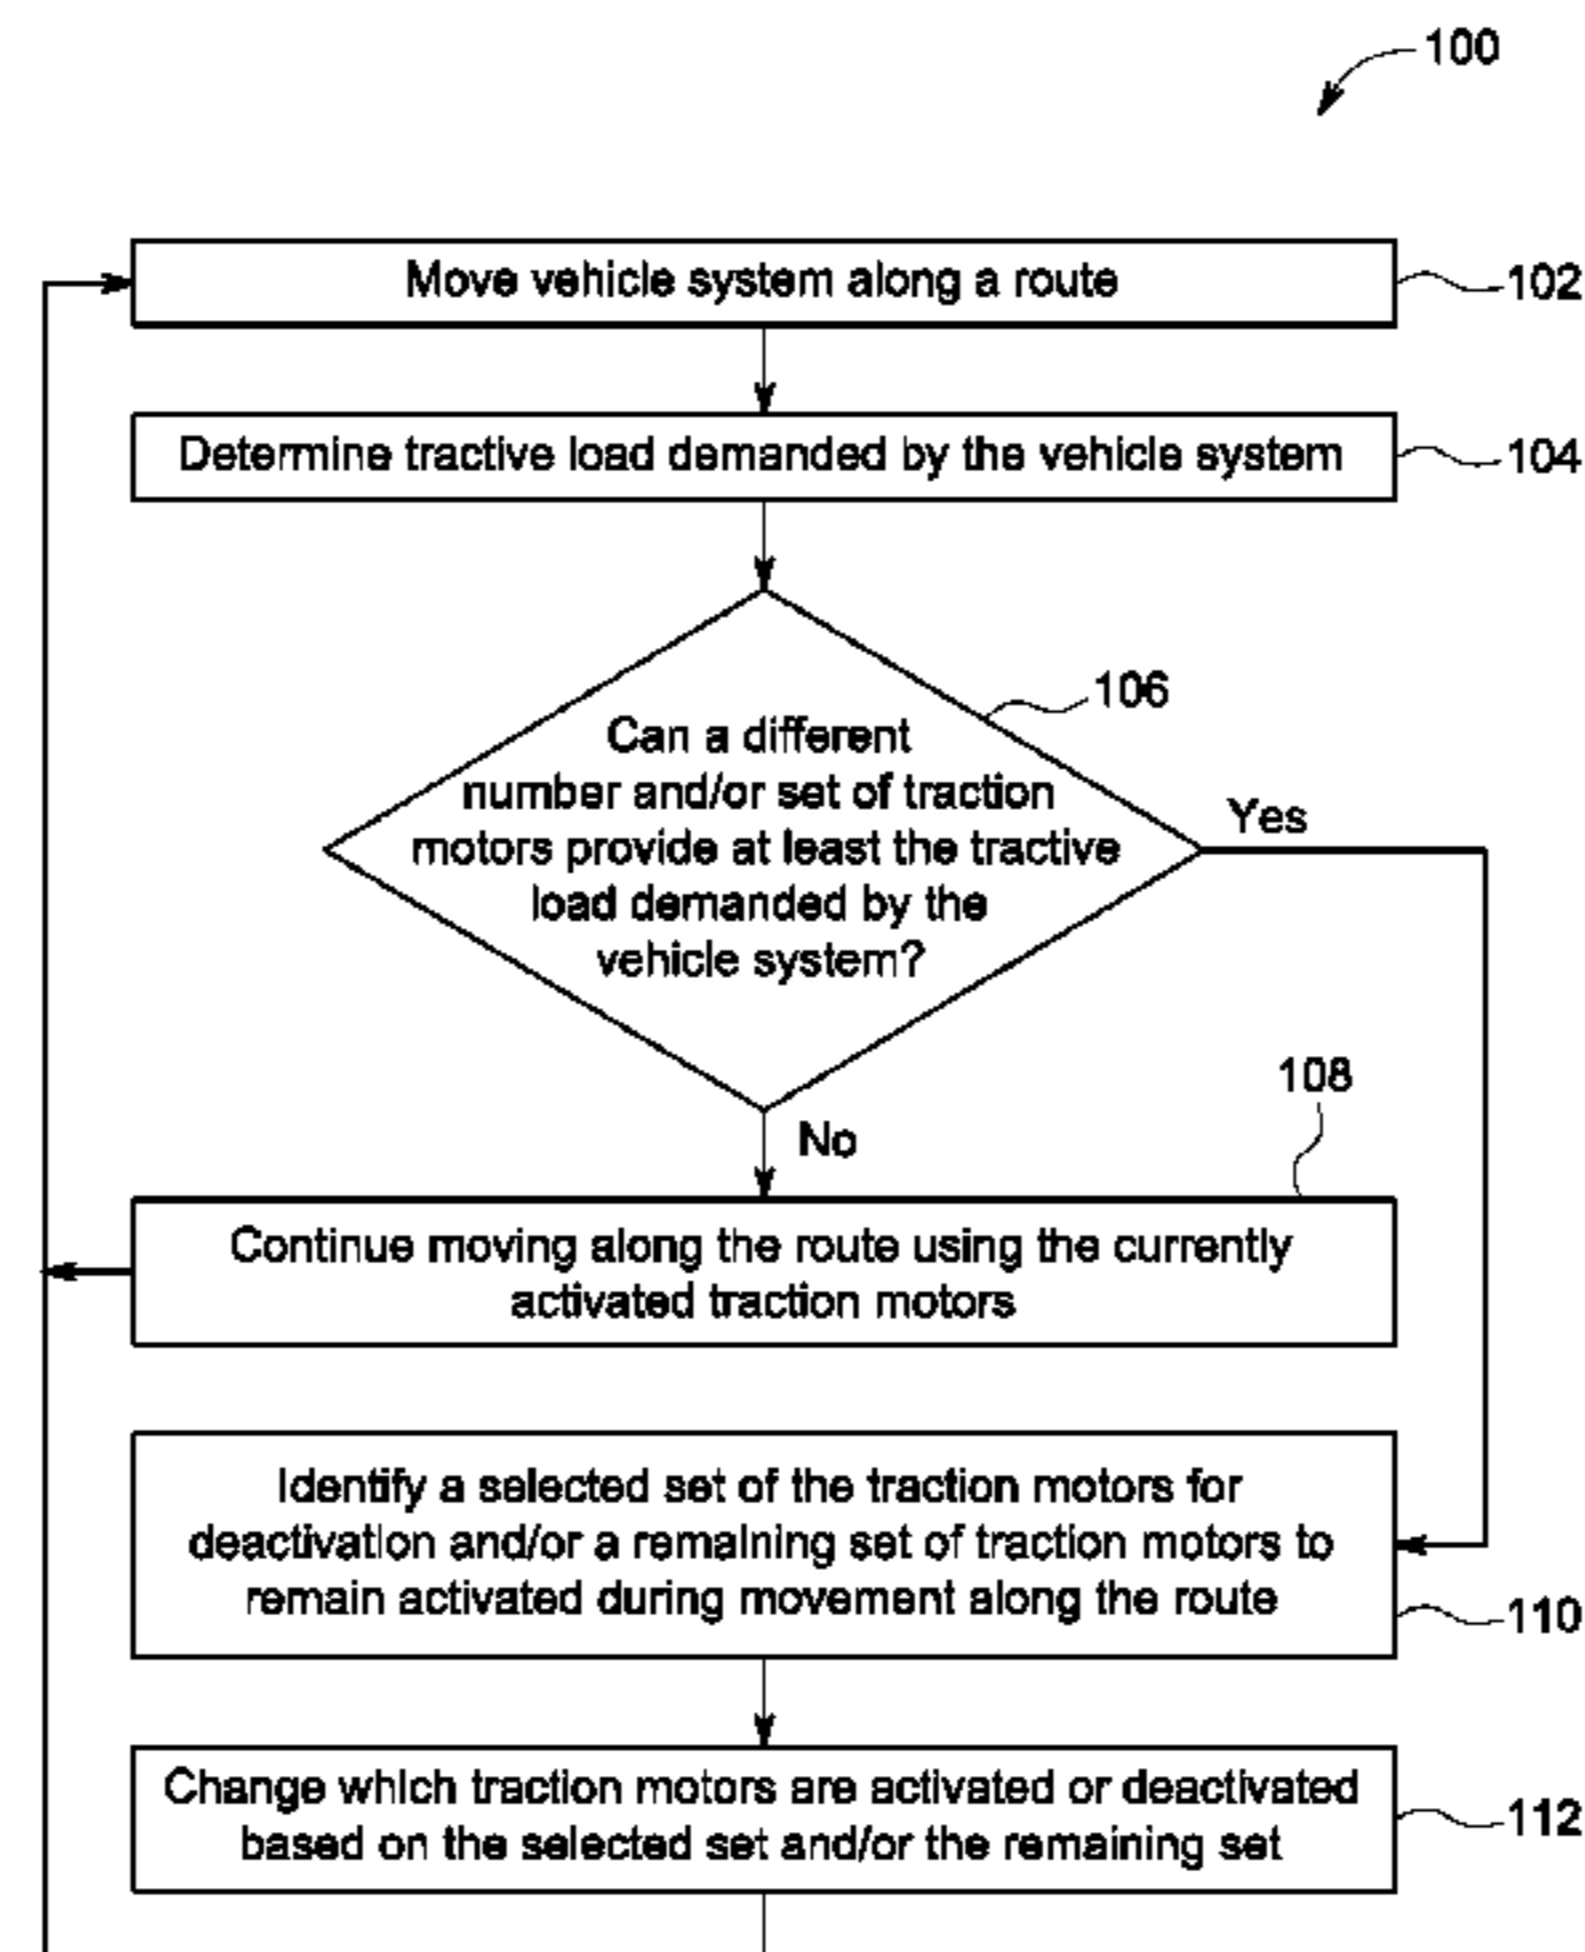 100
Move vehicle system along a route
102
Determine tractive load demanded by the vehicle system
104
106
Can a different
number and/or set of traction
motors provide at least the tractive
load demanded by the
vehicle system?
Yes
No
108
Continue moving along the route using the currently
activated traction motors
Identify a selected set of the traction motors for
deactivation and/or a remaining set of traction motors to
remain activated during movement along the route
110
Change which traction motors are activated or deactivated
based on the selected set and/or the remaining set
112